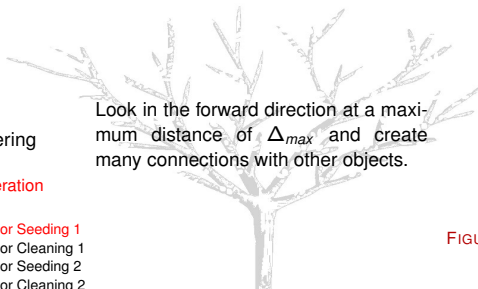 Look in the forward direction at a maxi-
mum distance of Δmax and create
many connections with other objects.
ering
eration
or Seeding 1
or Cleaning 1
or Seeding 2
or Cleaning 2
FIGU